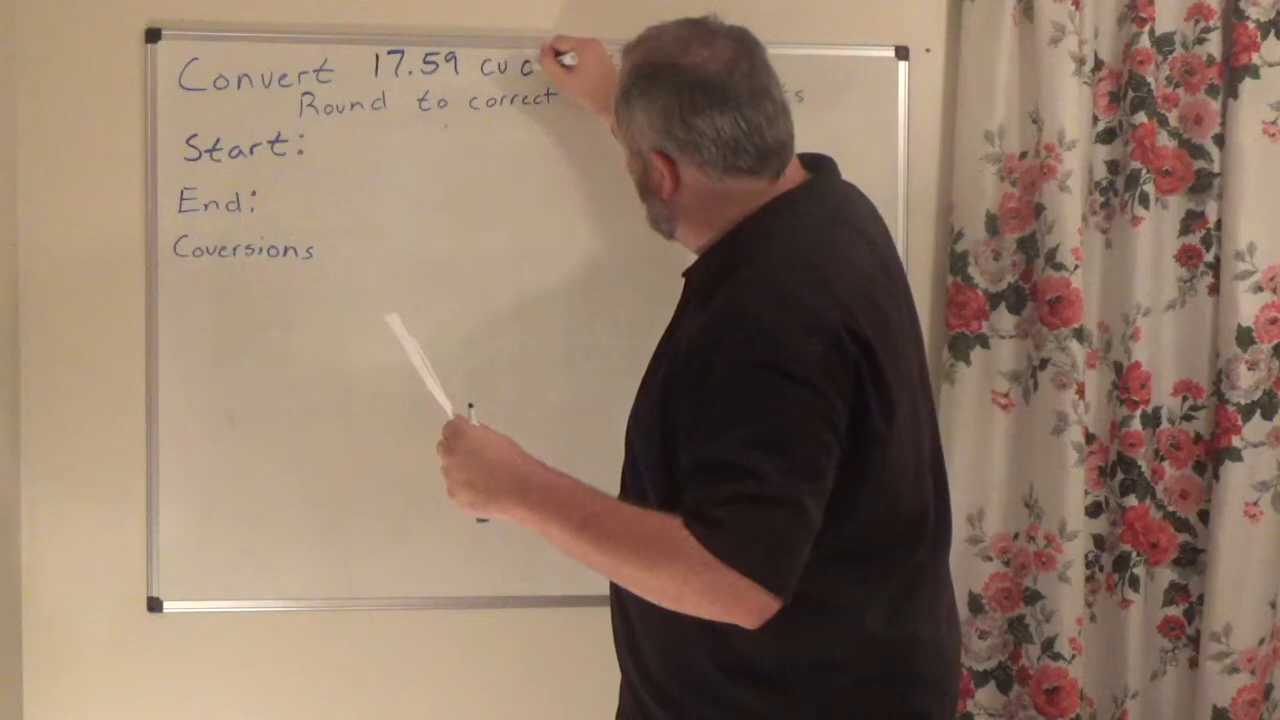 Convert 17.59 cu c
Round to correct
Start:
End:
Coversions